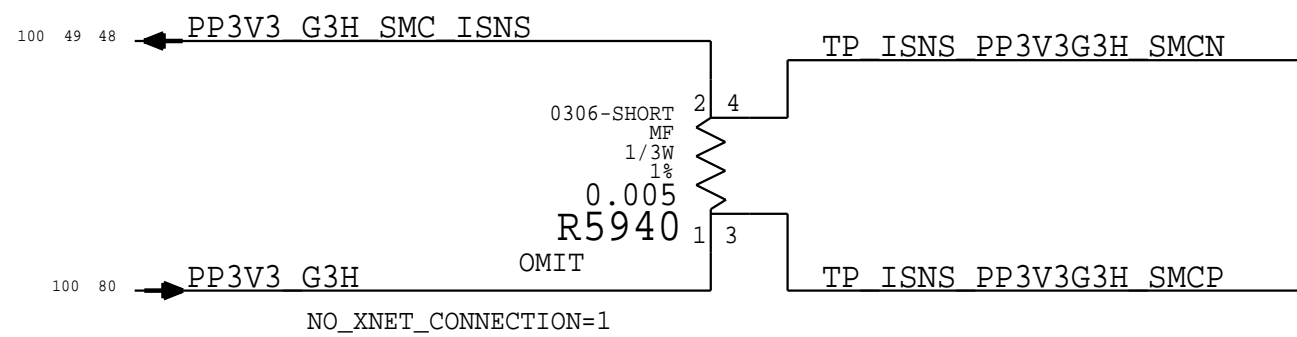 100 49 48 PP3V3_G3H_SMC_ISNS
TP_ISNS_PP3V3G3H_SMCN
0306-SHORT
2 4
MF
1/3W
1%
0.005
R5940
1 3
OMIT
100 80 PP3V3_G3H
TP_ISNS_PP3V3G3H_SMCP
NO_XNET_CONNECTION=1